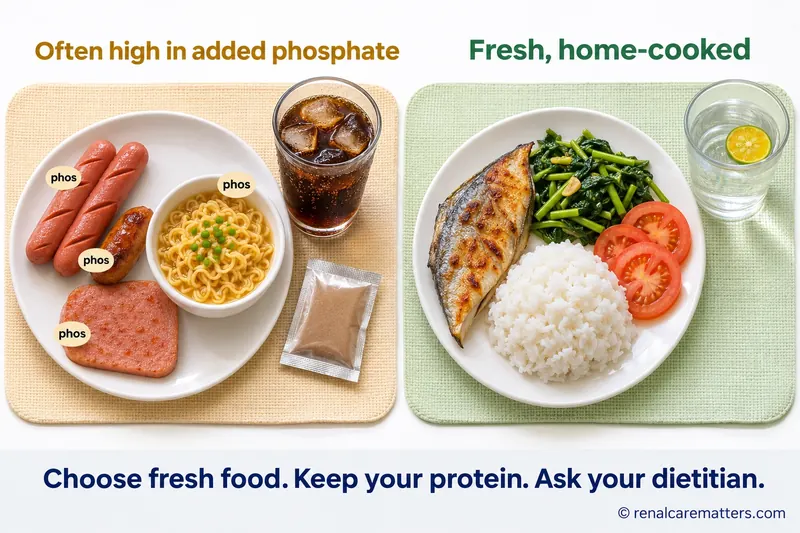 Often high in added phosphate
Fresh, home-cooked
phos
phos
phos
phos
Choose fresh food. Keep your protein. Ask your dietitian.
© renalcarematters.com